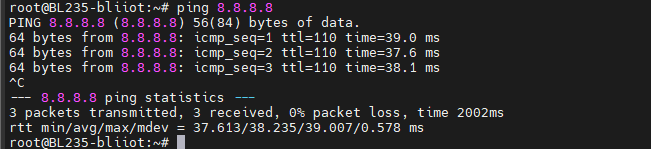 root@BL235-bliiot:~# ping 8.8.8.8
PING 8.8.8.8 (8.8.8.8) 56(84) bytes of data.
64 bytes from 8.8.8.8: icmp_seq=1 ttl=110 time=39.0 ms
64 bytes from 8.8.8.8: icmp_seq=2 ttl=110 time=37.6 ms
64 bytes from 8.8.8.8: icmp_seq=3 ttl=110 time=38.1 ms
^C
--- 8.8.8.8 ping statistics ---
3 packets transmitted, 3 received, 0% packet loss, time 2002ms
rtt min/avg/max/mdev = 37.613/38.235/39.007/0.578 ms
root@BL235-bliiot:~#